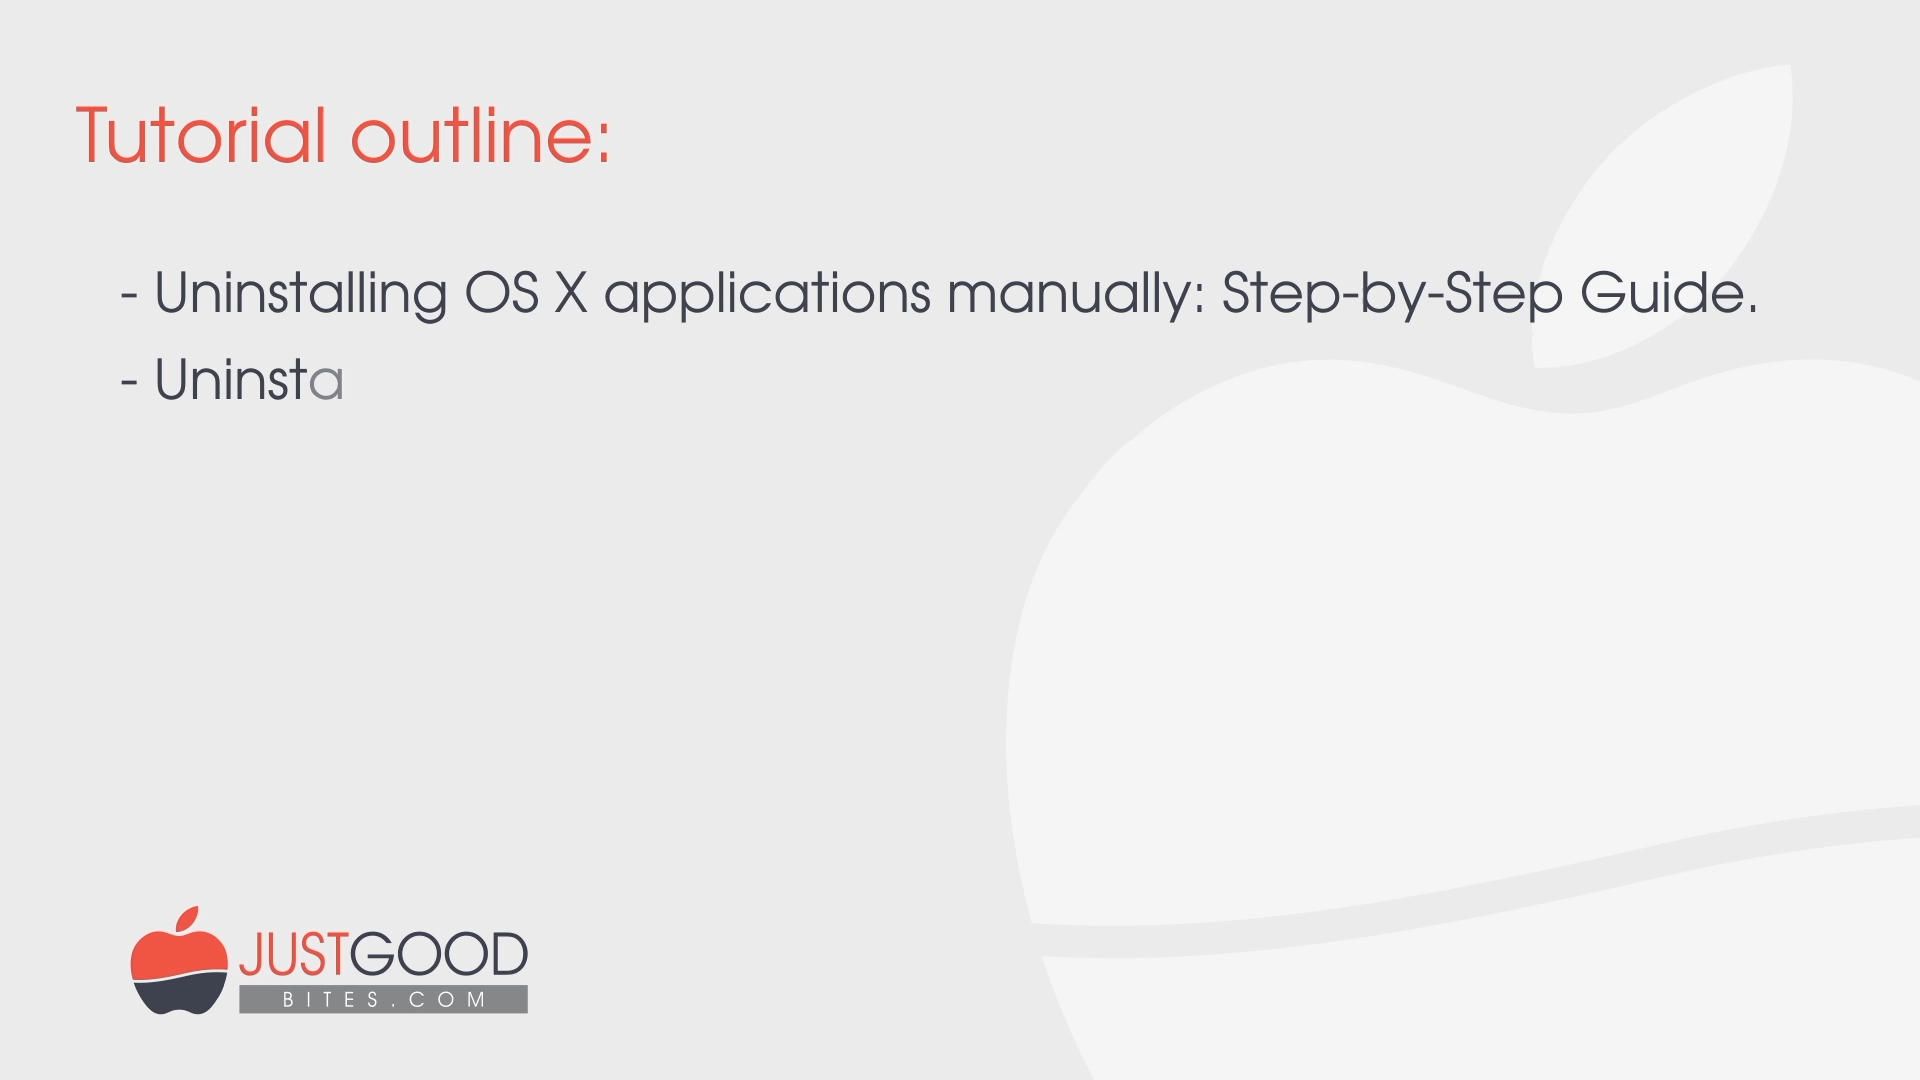 Tutorial outline:
- Uninstalling OS X applications manually: Step-by-Step Guide.
- Uninsta
JUSTGOOD
BITES.COM